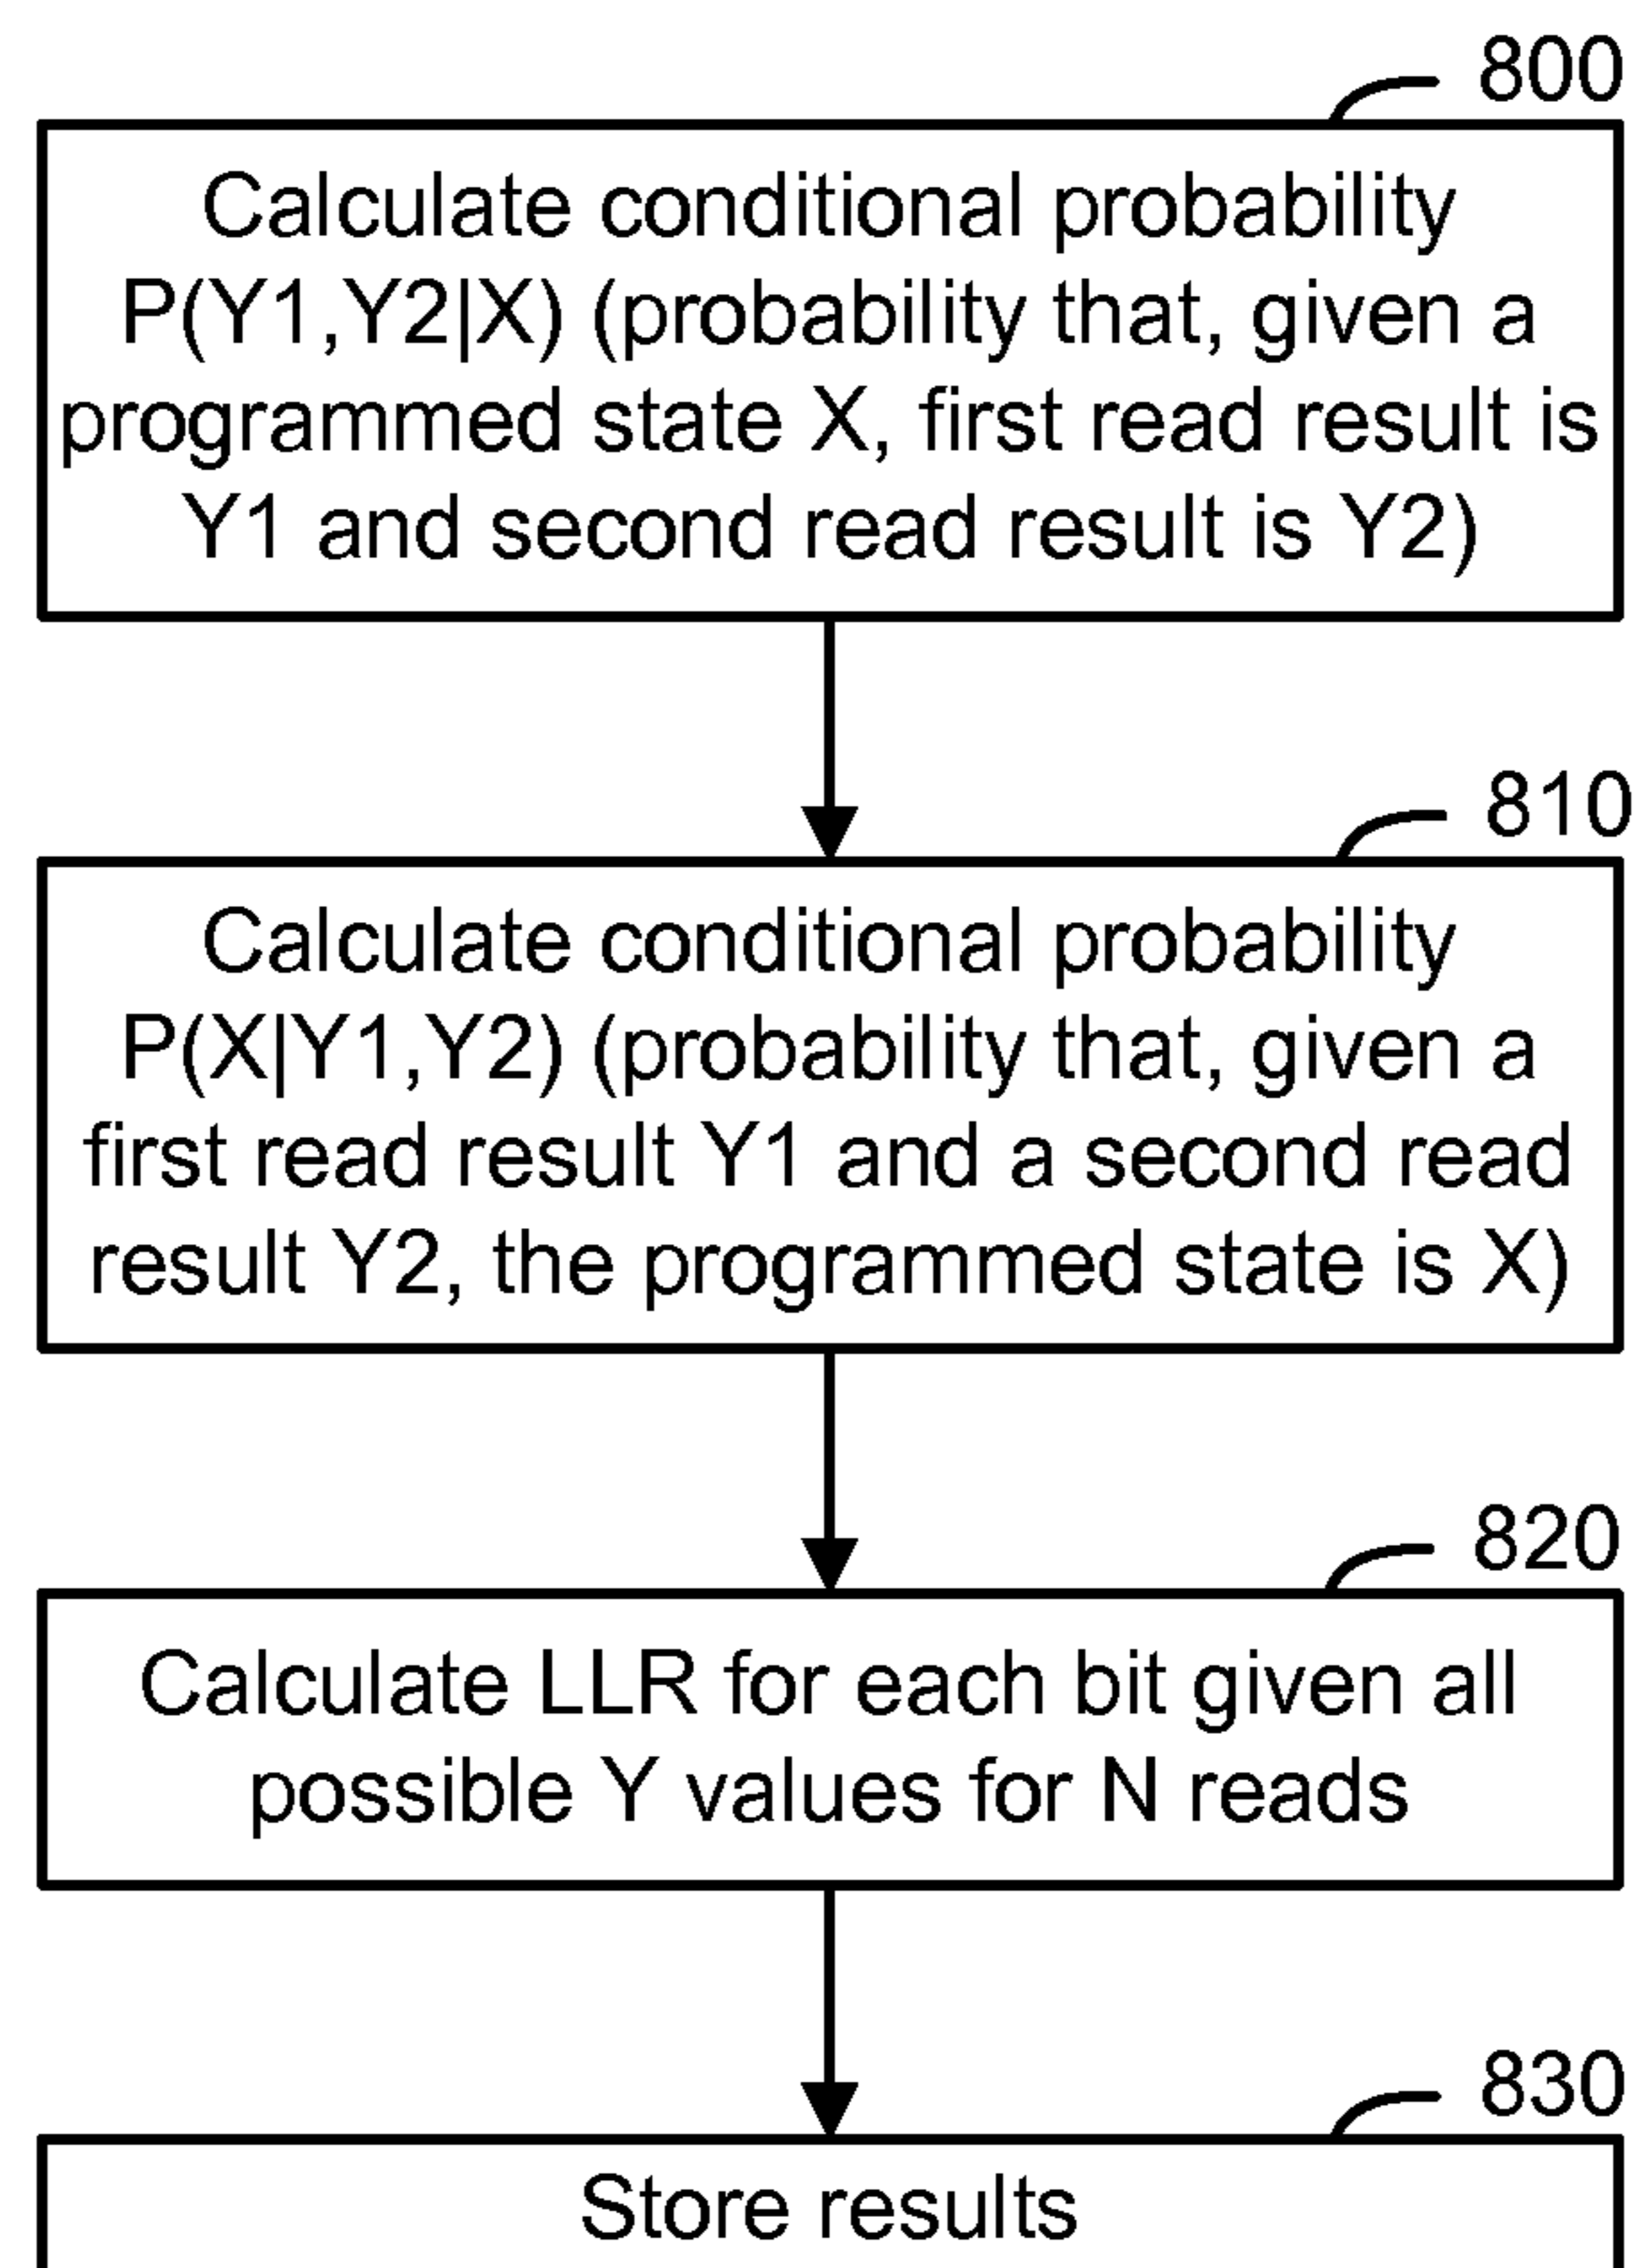 800
Calculate conditional probability
P(Y1,Y2|X) (probability that, given a
programmed state X, first read result is
Y1 and second read result is Y2)
810
Calculate conditional probability
P(X|Y1,Y2) (probability that, given a
first read result Y1 and a second read
result Y2, the programmed state is X)
820
Calculate LLR for each bit given all
possible Y values for N reads
830
Store results